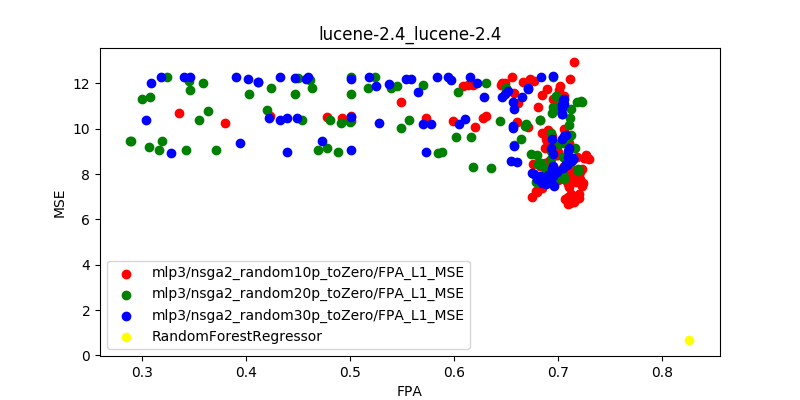 lucene-2.4_lucene-2.4
12
10
8
6
4
2
0
MSE
mlp3/nsga2_random10p_toZero/FPA_L1_MSE
mlp3/nsga2_random20p_toZero/FPA_L1_MSE
mlp3/nsga2_random30p_toZero/FPA_L1_MSE
RandomForestRegressor
0.3 0.4 0.5 0.6 0.7 0.8
FPA